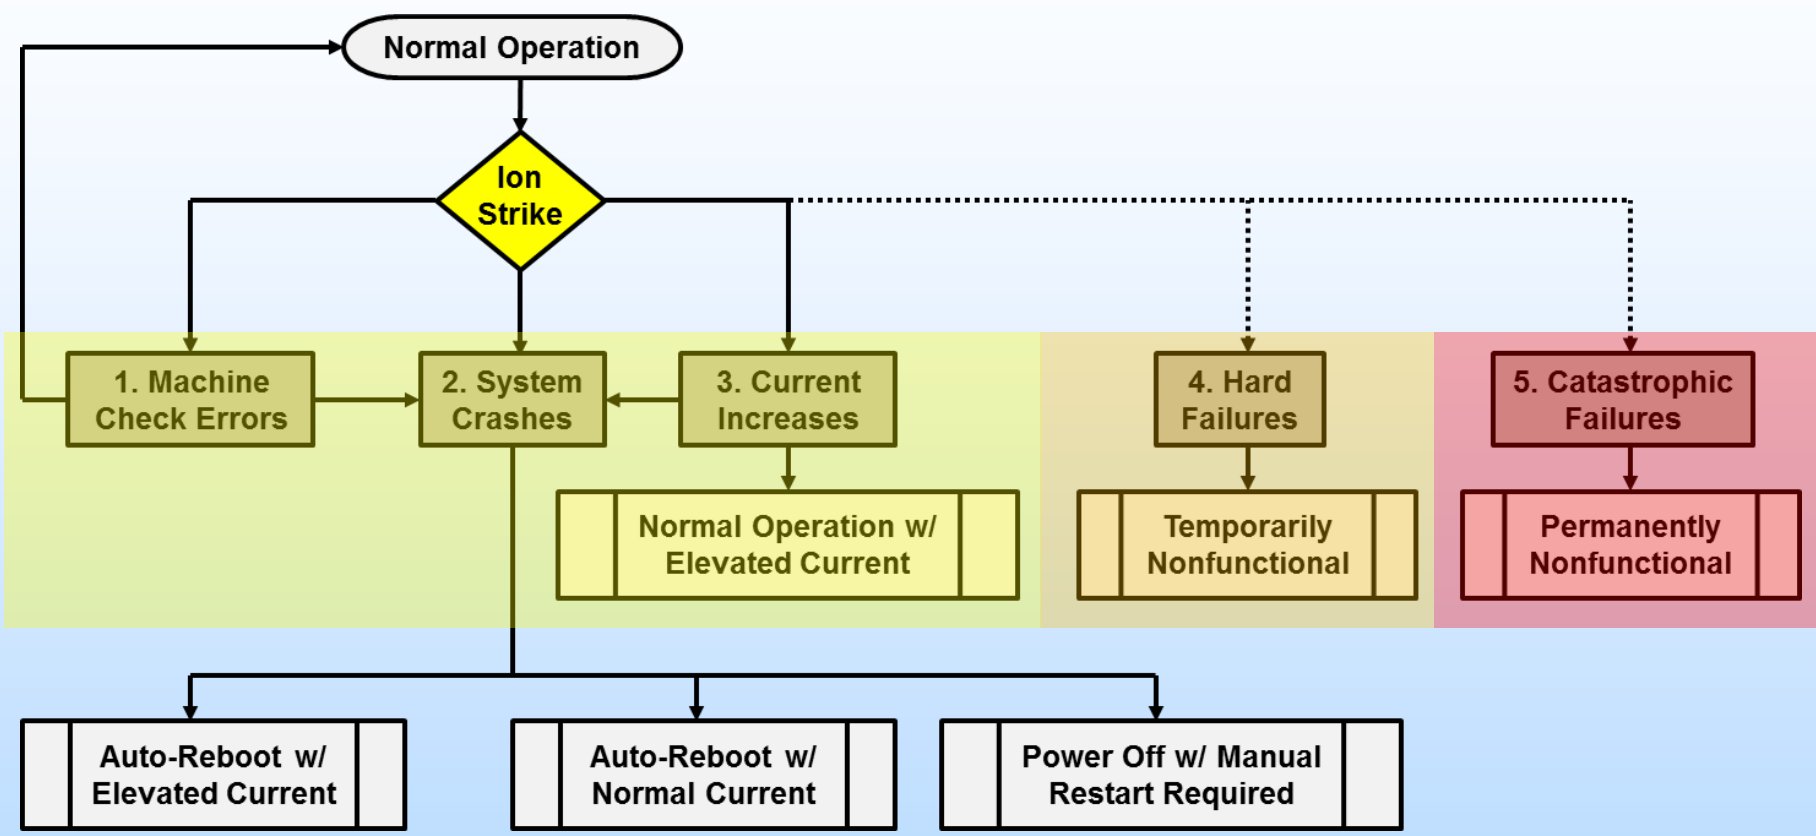 Normal Operation
Ion
Strike
1. Machine
Check Errors
2. System
Crashes
3. Current
Increases
4. Hard
Failures
5. Catastrophic
Failures
Normal Operation w/
Elevated Current
Temporarily
Nonfunctional
Permanently
Nonfunctional
Auto-Reboot w/
Elevated Current
Auto-Reboot w/
Normal Current
Power Off w/ Manual
Restart Required